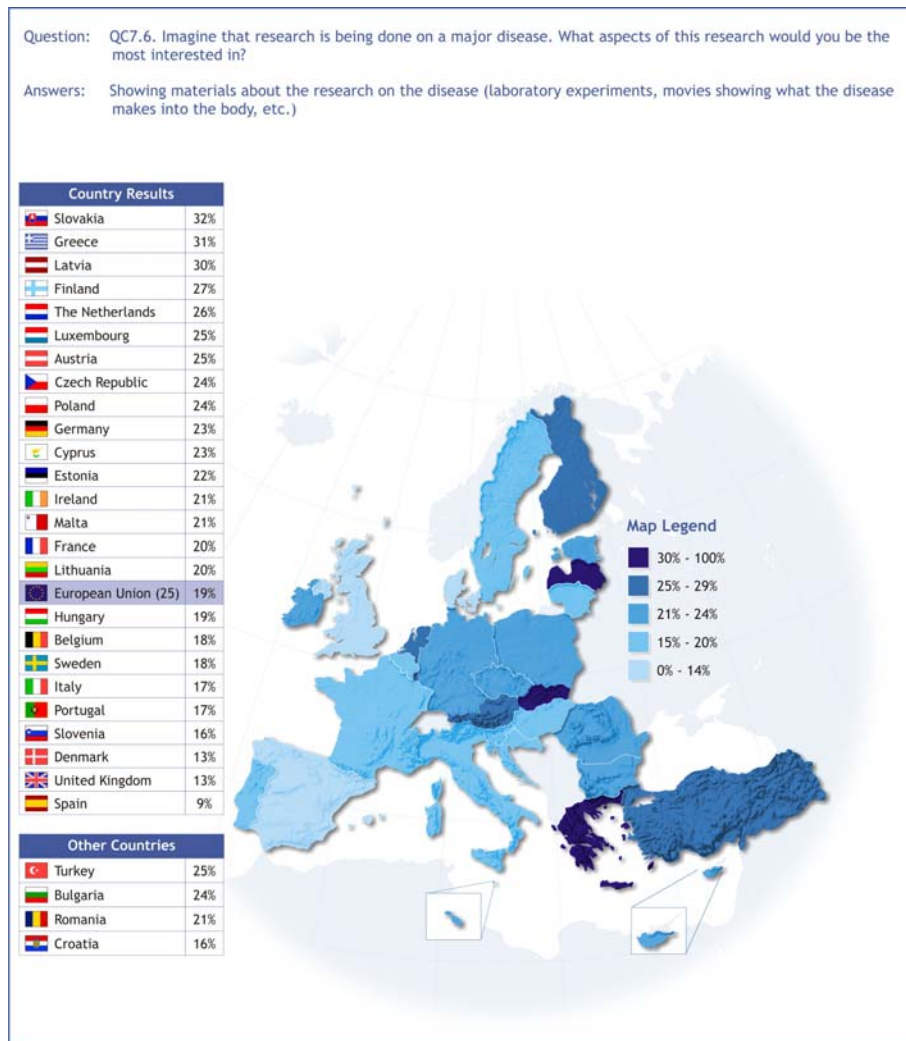 Question: QC7.6. Imagine that research is being done on a major disease. What aspects of this research would you be the
most interested in?
Answers: Showing materials about the research on the disease (laboratory experiments, movies showing what the disease
makes into the body, etc.)
Country Results
Slovakia 32%
Greece 31%
Latvia 30%
Finland 27%
The Netherlands 26%
Luxembourg 25%
Austria 25%
Czech Republic 24%
Poland 24%
Germany 23%
Cyprus 23%
Estonia 22%
Ireland 21%
Malta 21%
France 20%
Lithuania 20%
European Union (25) 19%
Hungary 19%
Belgium 18%
Sweden 18%
Italy 17%
Portugal 17%
Slovenia 16%
Denmark 13%
United Kingdom 13%
Spain 9%
Other Countries
Turkey 25%
Bulgaria 24%
Romania 21%
Croatia 16%
Map Legend
30% - 100%
25% - 29%
21% - 24%
15% - 20%
0% - 14%